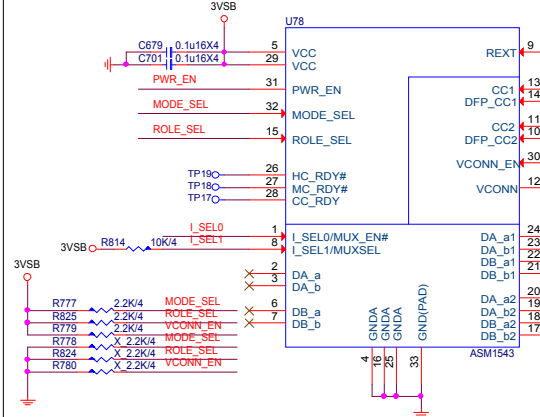 3VSB
U78
C679 0.1u16X4
C701 0.1u16X4
5 VCC REXT 9
29 VCC
PWR_EN 31 PWR_EN CC1 13
DFP_CC1 14
MODE_SEL 32 MODE_SEL
CC2 11
ROLE_SEL 15 ROLE_SEL DFP_CC2 10
VCONN_EN 30
TP19 26 HC_RDY#
TP18 27 MC_RDY# VCONN 12
TP17 28 CC_RDY
I_SEL0 1 I_SEL0/MUX_EN# DA_a1 24
3VSB R814 10K/4 I_SEL1 8 I_SEL1/MUXSEL DA_b1 23
DB_a1 22
3VSB 2 DA_a DB_b1 21
3 DA_b
DA_a2 20
R777 2.2K/4 MODE_SEL 6 DB_a DA_b2 19
R825 2.2K/4 ROLE_SEL 7 DB_b DB_a2 18
R779 2.2K/4 VCONN_EN DB_b2 17
R778 X_2.2K/4 MODE_SEL
R824 X_2.2K/4 ROLE_SEL
R780 X_2.2K/4 VCONN_EN
GNDA GNDA GNDA GND(PAD)
4 16 25 33
ASM1543